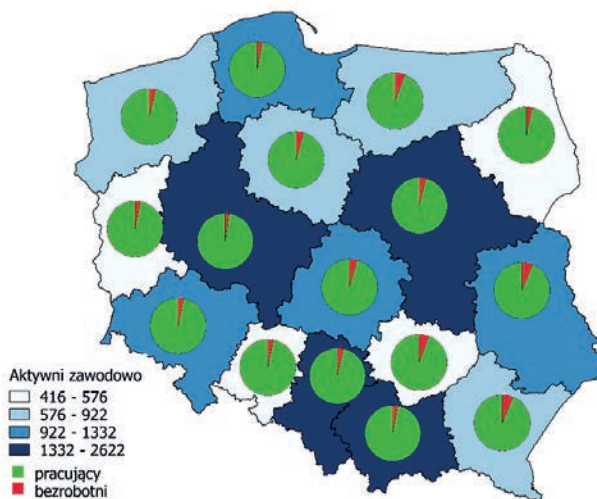 Aktywni zawodowo
416 - 576
576 - 922
922 - 1332
1332 - 2622
pracujący
bezrobotni